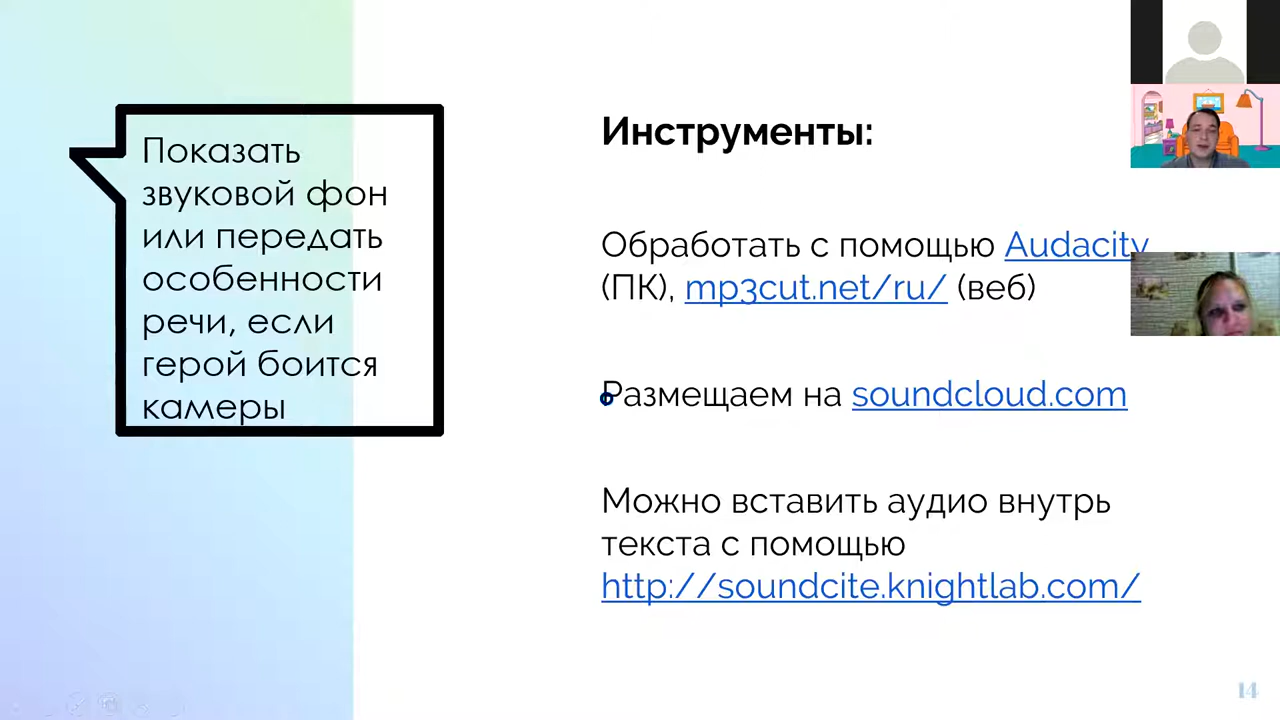 Показать
звуковой фон
или передать
особенности
речи, если
герой боится
камеры
Инструменты:
Обработать с помощью Audacity
(ПК), mp3cut.net/ru/ (веб)
Размещаем на soundcloud.com
Можно вставить аудио внутрь
текста с помощью
http://soundcite.knightlab.com/
14